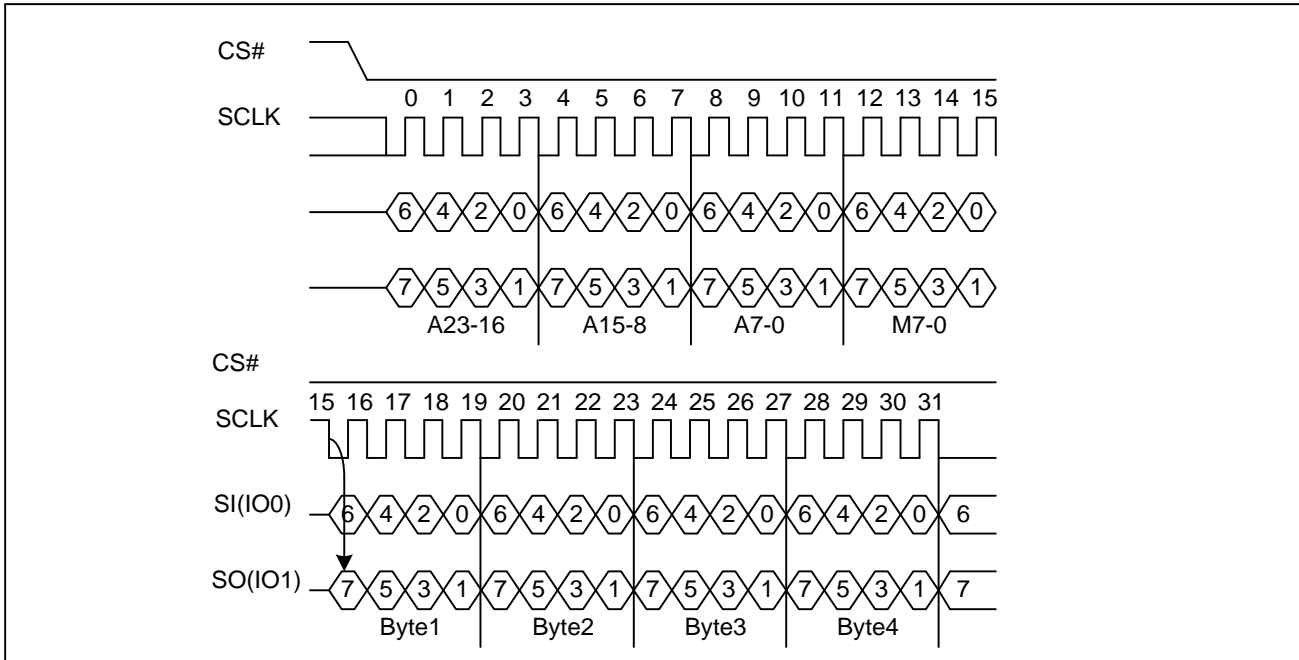 CS#
0 1 2 3 4 5 6 7 8 9 10 11 12 13 14 15
SCLK
6 4 2 0 6 4 2 0 6 4 2 0 6 4 2 0
7 5 3 1 7 5 3 1 7 5 3 1 7 5 3 1
A23-16 A15-8 A7-0 M7-0
CS#
15 16 17 18 19 20 21 22 23 24 25 26 27 28 29 30 31
SCLK
SI(IO0) 6 4 2 0 6 4 2 0 6 4 2 0 6 4 2 0 6
SO(IO1) 7 5 3 1 7 5 3 1 7 5 3 1 7 5 3 1 7
Byte1 Byte2 Byte3 Byte4